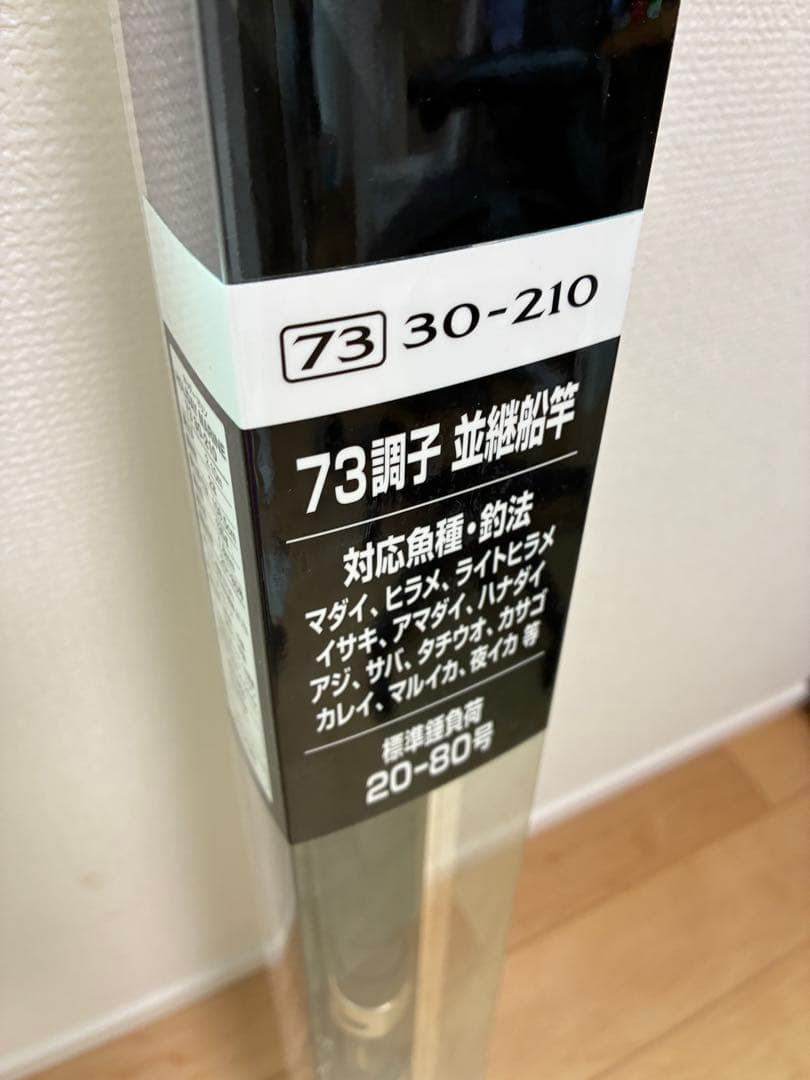 73 30-210
73調子 並継船竿
対応魚種・釣法
マダイ、ヒラメ、ライトヒラメ
イサキ、アマダイ、ハナダイ
アジ、サバ、タチウオ、カサゴ
カレイ、マルイカ、夜イカ 等
標準錘負荷
20-80号